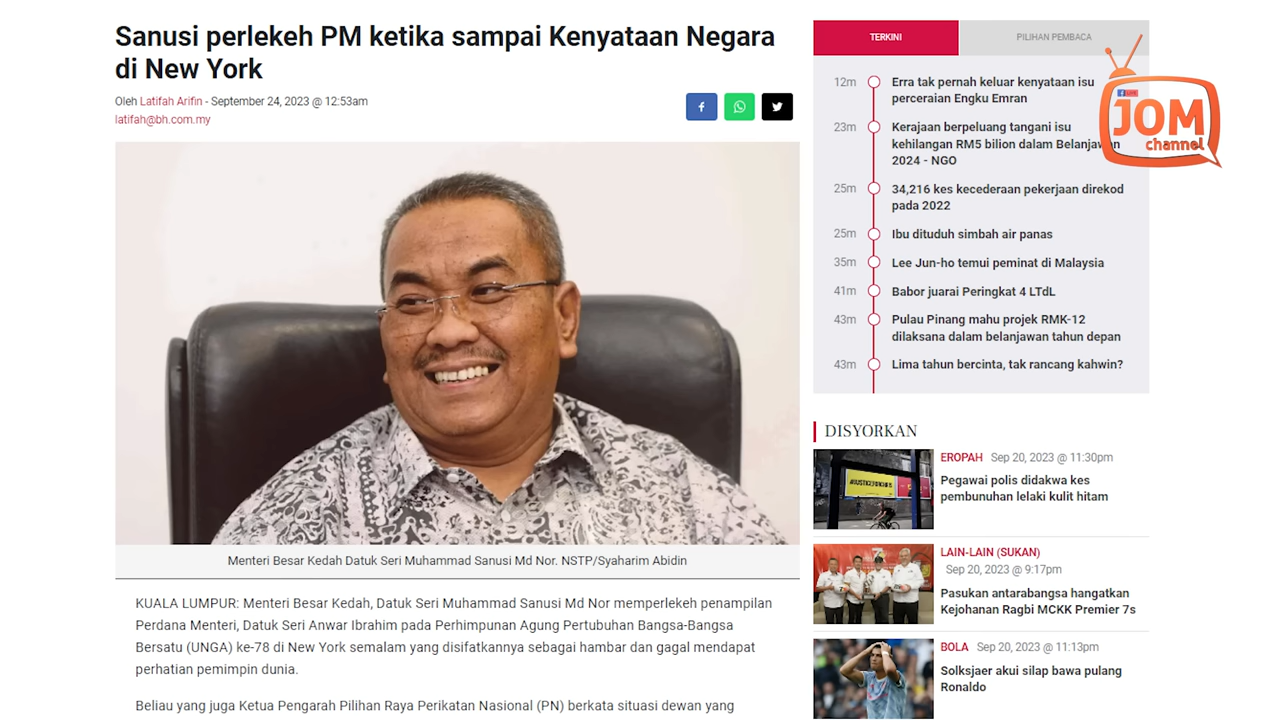 Sanusi perlekeh PM ketika sampai Kenyataan Negara
di New York
Oleh Latifah Arifin - September 24, 2023 @ 12:53am
latifah@bh.com.my
Menteri Besar Kedah Datuk Seri Muhammad Sanusi Md Nor. NSTP/Syaharim Abidin
KUALA LUMPUR: Menteri Besar Kedah, Datuk Seri Muhammad Sanusi Md Nor memperlekeh penampilan
Perdana Menteri, Datuk Seri Anwar Ibrahim pada Perhimpunan Agung Pertubuhan Bangsa-Bangsa
Bersatu (UNGA) ke-78 di New York semalam yang disifatkannya sebagai hambar dan gagal mendapat
perhatian pemimpin dunia.
Beliau yang juga Ketua Pengarah Pilihan Raya Perikatan Nasional (PN) berkata situasi dewan yang
TERKINI
PILIHAN PEMBACA
JOM
channel
12m
Erra tak pernah keluar kenyataan isu
perceraian Engku Emran
23m
Kerajaan berpeluang tangani isu
kehilangan RM5 bilion dalam Belanjawan
2024 - NGO
25m
34,216 kes kecederaan pekerjaan direkod
pada 2022
25m
Ibu dituduh simbah air panas
35m
Lee Jun-ho temui peminat di Malaysia
41m
Babor juarai Peringkat 4 LTdL
43m
Pulau Pinang mahu projek RMK-12
dilaksana dalam belanjawan tahun depan
43m
Lima tahun bercinta, tak rancang kahwin?
DISYORKAN
EROPAH Sep 20, 2023 @ 11:30pm
Pegawai polis didakwa kes
pembunuhan lelaki kulit hitam
LAIN-LAIN (SUKAN)
Sep 20, 2023 @ 9:17pm
Pasukan antarabangsa hangatkan
Kejohanan Ragbi MCKK Premier 7s
BOLA Sep 20, 2023 @ 11:13pm
Solksjaer akui silap bawa pulang
Ronaldo